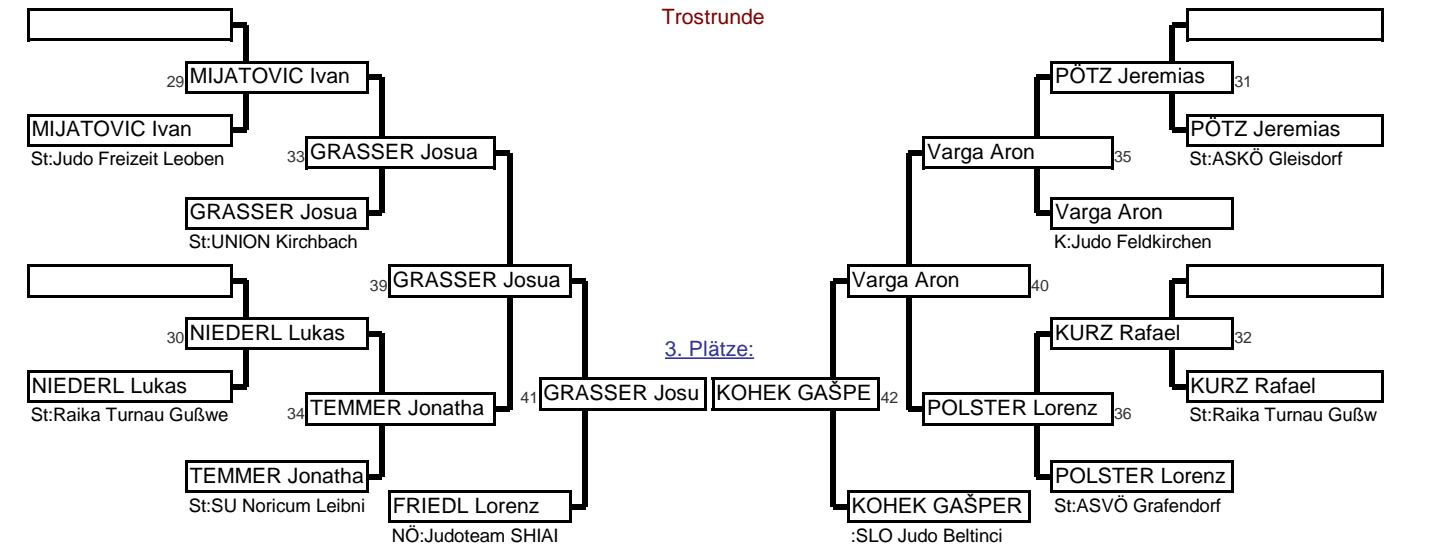 Trostrunde
29 MIJATOVIC Ivan
MIJATOVIC Ivan
St:Judo Freizeit Leoben
33 GRASSER Josua
GRASSER Josua
St:UNION Kirchbach
39 GRASSER Josua
30 NIEDERL Lukas
NIEDERL Lukas
St:Raika Turnau Gußwe
34 TEMMER Jonatha
TEMMER Jonatha
St:SU Noricum Leibni
FRIEDL Lorenz
NÖ:Judoteam SHIAI
3. Plätze:
41 GRASSER Josu
KOHEK GAŠPE 42
PÖTZ Jeremias 31
PÖTZ Jeremias
St:ASKÖ Gleisdorf
Varga Aron 35
Varga Aron
K:Judo Feldkirchen
Varga Aron 40
KURZ Rafael 32
KURZ Rafael
St:Raika Turnau Gußw
POLSTER Lorenz 36
POLSTER Lorenz
St:ASVÖ Grafendorf
KOHEK GAŠPER
:SLO Judo Beltinci